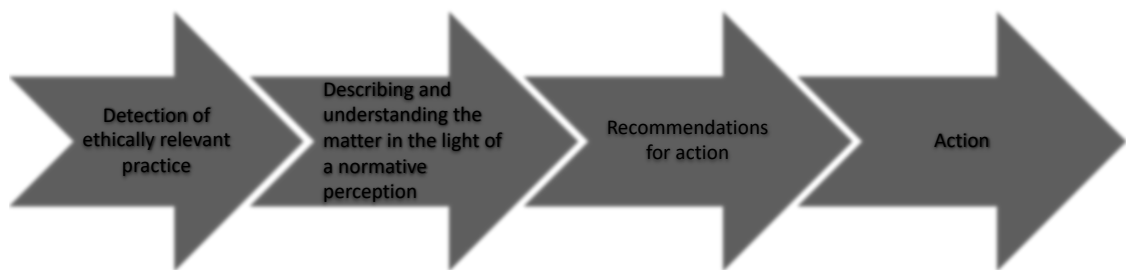 Detection of
ethically relevant
practice
Describing and
understanding the
matter in the light of
a normative
perception
Recommendations
for action
Action